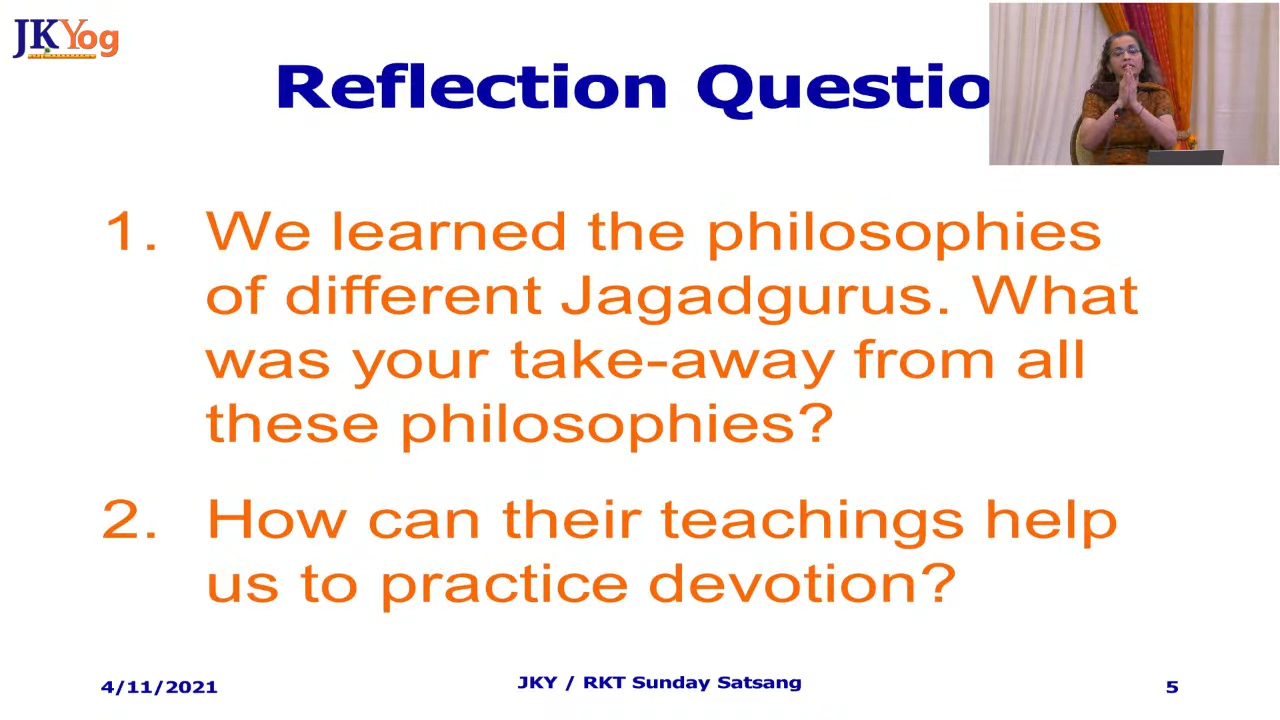 JKYog
Reflection Questio
1. We learned the philosophies
of different Jagadgurus. What
was your take-away from all
these philosophies?
2. How can their teachings help
us to practice devotion?
4/11/2021
JKY / RKT Sunday Satsang
5